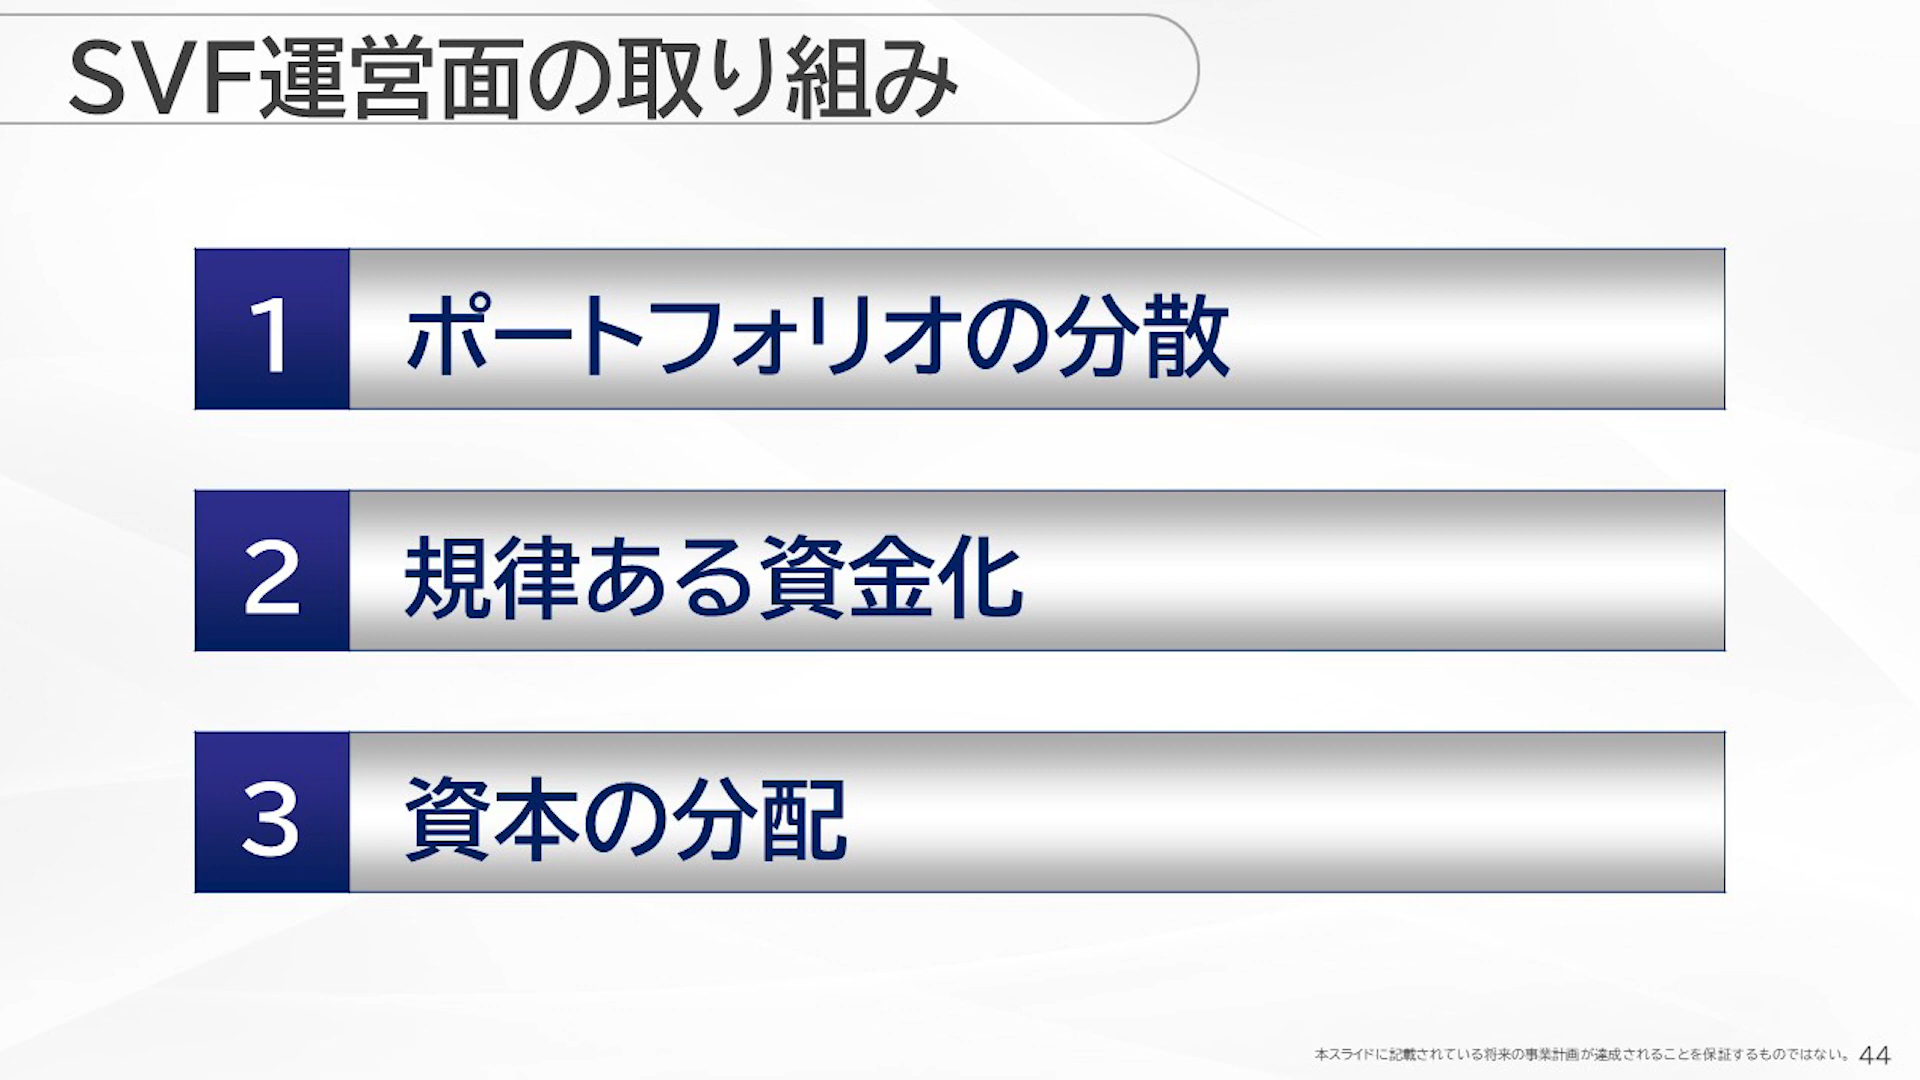 SVF運営面の取り組み
1 ポートフォリオの分散
2 規律ある資金化
3 資本の分配
本スライドに記載されている将来の事業計画が達成されることを保証するものではない。 44